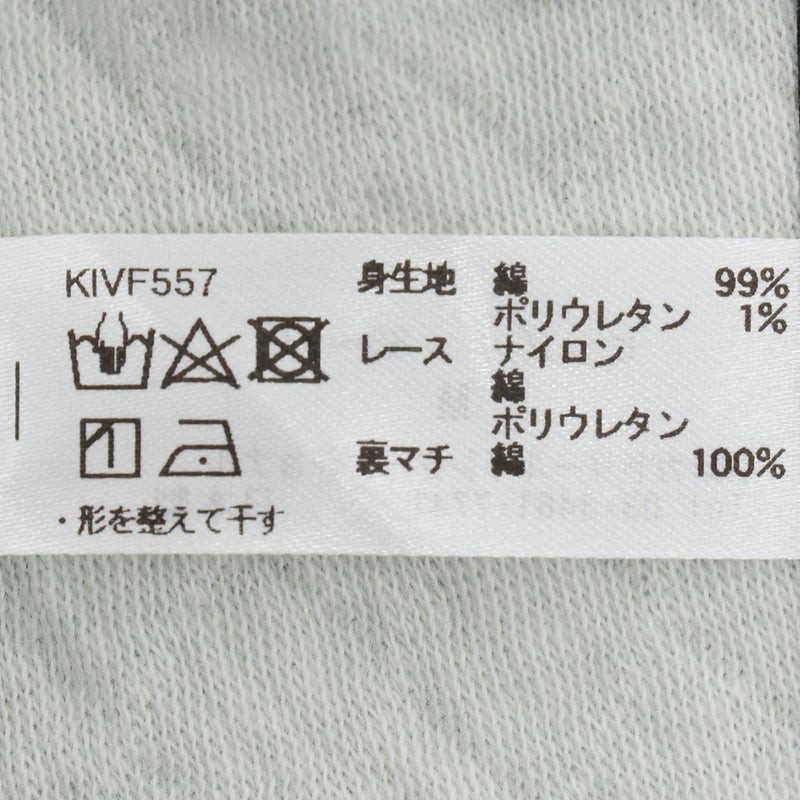 KIVF557
・形を整えて干す
身生地 綿 99%
ポリウレタン 1%
レース ナイロン
綿
ポリウレタン
裏マチ 綿 100%